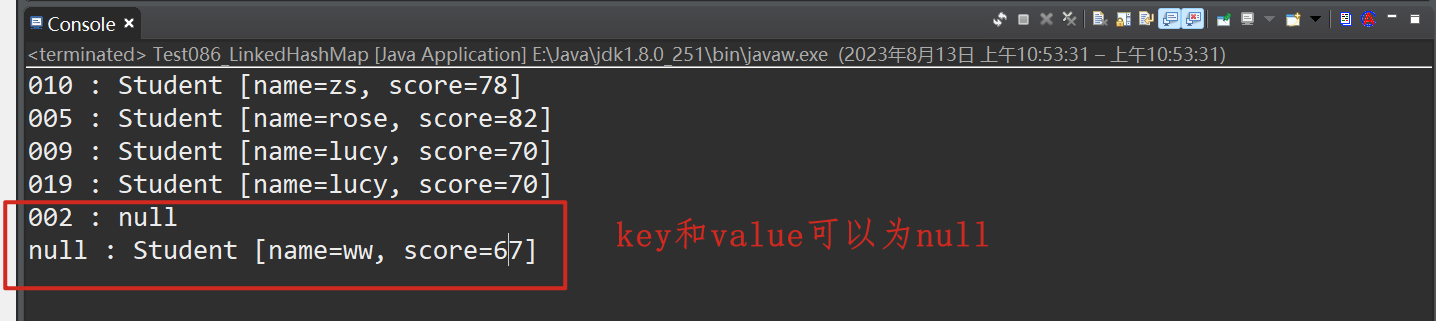 Console
<terminated> Test086_LinkedHashMap [Java Application] E:\Java\jdk1.8.0_251\bin\javaw.exe (2023年8月13日 上午10:53:31 – 上午10:53:31)
010 : Student [name=zs, score=78]
005 : Student [name=rose, score=82]
009 : Student [name=lucy, score=70]
019 : Student [name=lucy, score=70]
002 : null
null : Student [name=ww, score=67]
key和value可以为null